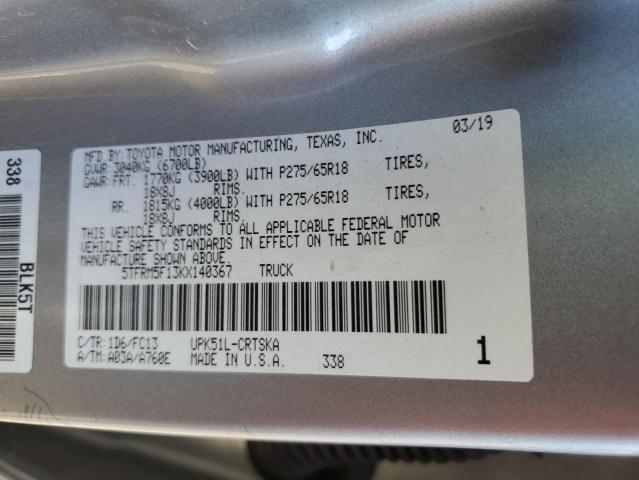 MFD BY: TOYOTA MOTOR MANUFACTURING, TEXAS, INC. 03/19
GVWR: 3040KG (6700LB)
GAWR: FRT. 1770KG (3900LB) WITH P275/65R18 TIRES,
18X8J RIMS.
RR. 1815KG (4000LB) WITH P275/65R18 TIRES,
18X8J RIMS.
THIS VEHICLE CONFORMS TO ALL APPLICABLE FEDERAL MOTOR
VEHICLE SAFETY STANDARDS IN EFFECT ON THE DATE OF
MANUFACTURE SHOWN ABOVE.
5TFRM5F13KX140367 TRUCK
C/TR: 1D6/FC13 UPK51L-CRTSKA
A/TM: A03A/A760E MADE IN U.S.A. 338 1
338
BLK5T